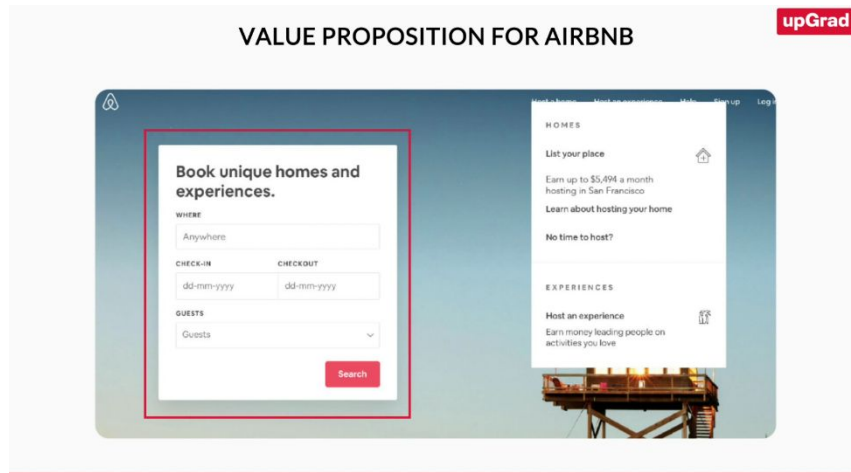 upGrad
VALUE PROPOSITION FOR AIRBNB
Host a home Host an experience Help Sign up Log in
Book unique homes and
experiences.
WHERE
Anywhere
CHECK-IN CHECKOUT
dd-mm-yyyy dd-mm-yyyy
GUESTS
Guests
Search
HOMES
List your place
Earn up to $5,494 a month
hosting in San Francisco
Learn about hosting your home
No time to host?
EXPERIENCES
Host an experience
Earn money leading people on
activities you love